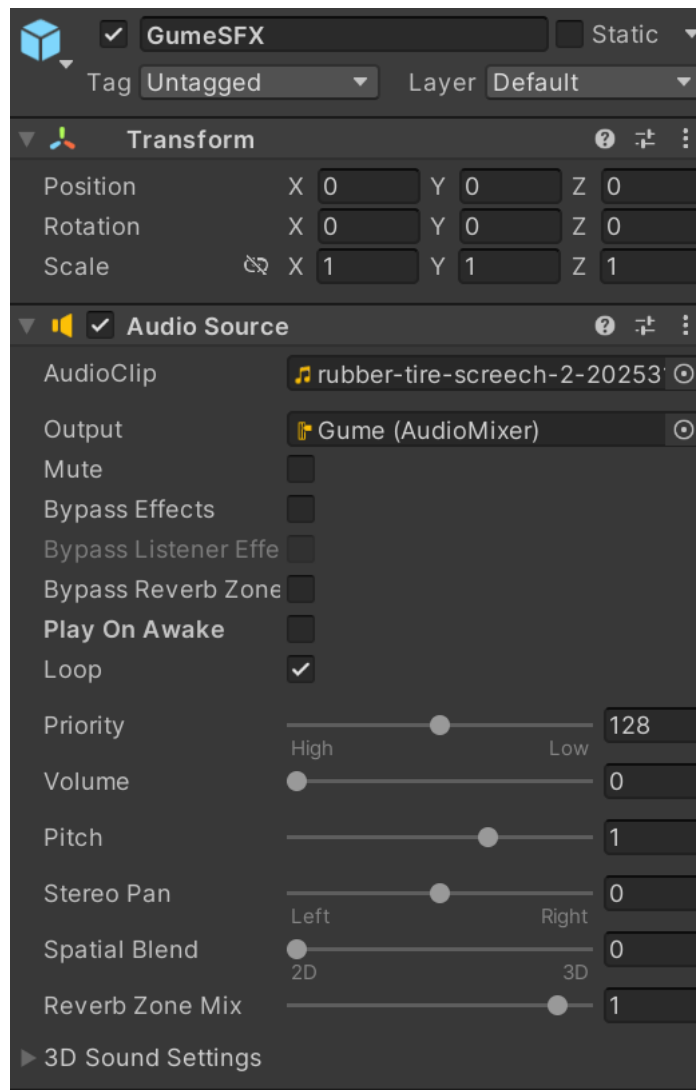 GumeSFX Static
Tag Untagged Layer Default
Transform
Position X 0 Y 0 Z 0
Rotation X 0 Y 0 Z 0
Scale X 1 Y 1 Z 1
Audio Source
AudioClip rubber-tire-screech-2-20253
Output Gume (AudioMixer)
Mute
Bypass Effects
Bypass Listener Effe
Bypass Reverb Zone
Play On Awake
Loop
Priority 128
High Low
Volume 0
Pitch 1
Stereo Pan 0
Left Right
Spatial Blend 0
2D 3D
Reverb Zone Mix 1
3D Sound Settings